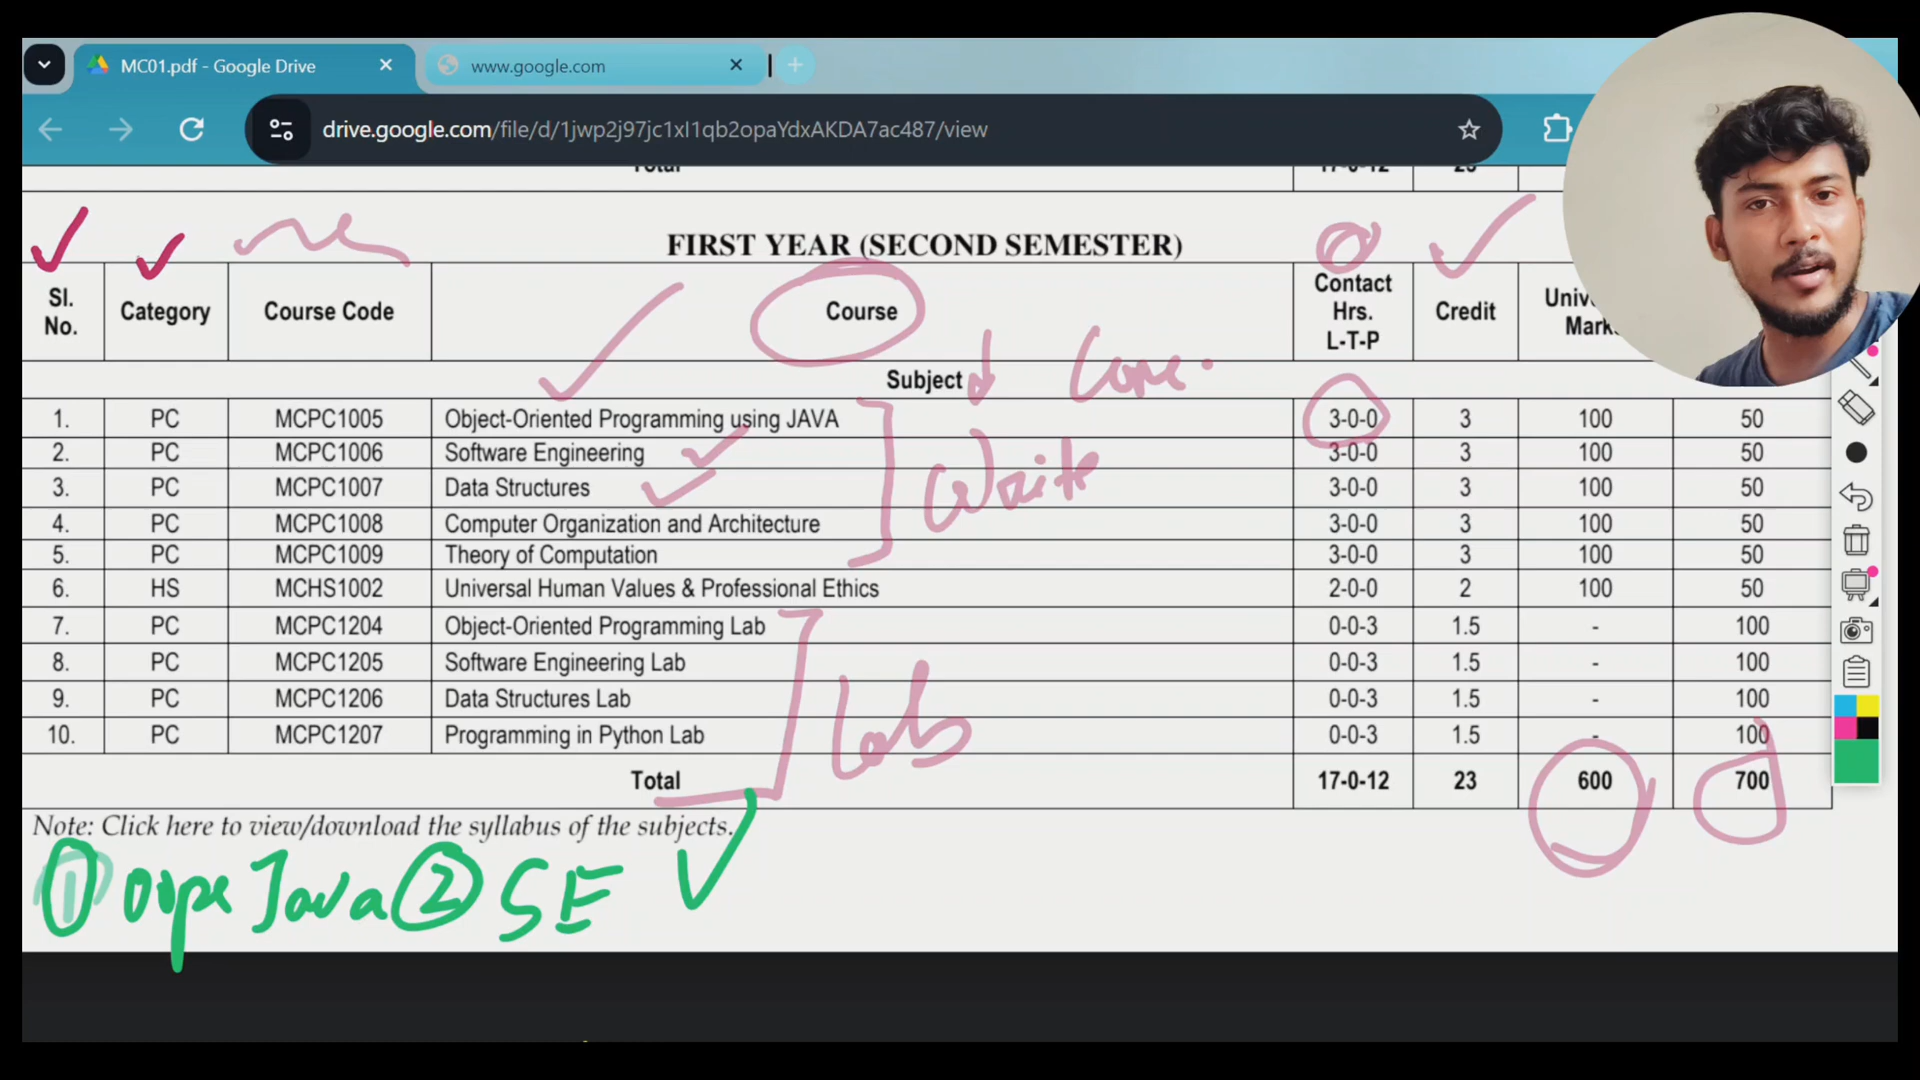 MC01.pdf - Google Drive
www.google.com
drive.google.com/file/d/1jwp2j97jc1xI1qb2opaYdxAKDA7ac487/view
FIRST YEAR (SECOND SEMESTER)
Sl. No. Category Course Code Course Contact Hrs. L-T-P Credit
Subject
1. PC MCPC1005 Object-Oriented Programming using JAVA 3-0-0 3 100 50
2. PC MCPC1006 Software Engineering 3-0-0 3 100 50
3. PC MCPC1007 Data Structures 3-0-0 3 100 50
Write
4. PC MCPC1008 Computer Organization and Architecture 3-0-0 3 100 50
5. PC MCPC1009 Theory of Computation 3-0-0 3 100 50
6. HS MCHS1002 Universal Human Values & Professional Ethics 2-0-0 2 100 50
7. PC MCPC1204 Object-Oriented Programming Lab 0-0-3 1.5 - 100
8. PC MCPC1205 Software Engineering Lab 0-0-3 1.5 - 100
9. PC MCPC1206 Data Structures Lab 0-0-3 1.5 - 100
Lab
10. PC MCPC1207 Programming in Python Lab 0-0-3 1.5 - 100
Total 17-0-12 23 600 700
Note: Click here to view/download the syllabus of the subjects.
① Java ② SE